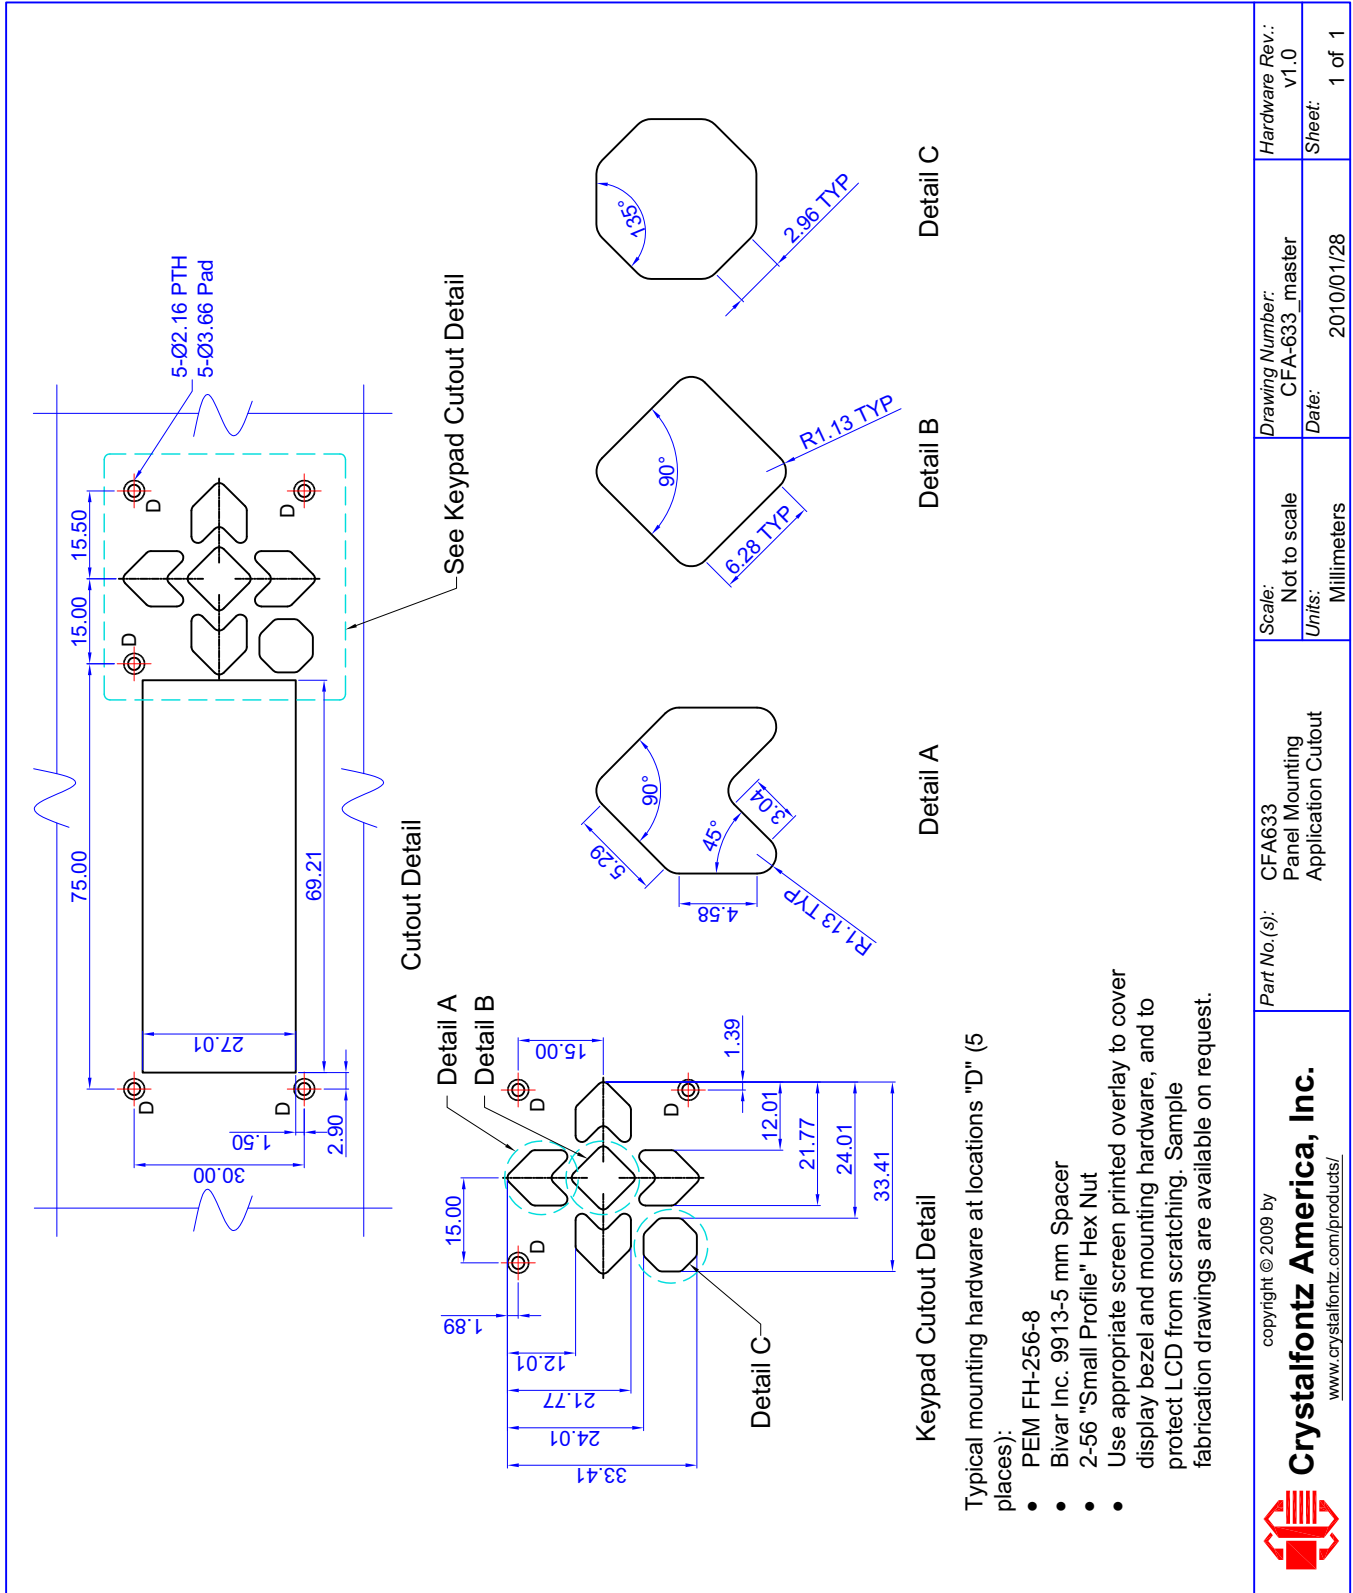 5-Ø2.16 PTH
5-Ø3.66 Pad
75.00
15.00
15.50
D
D
D
D
D
30.00
1.50
2.90
27.01
69.21
See Keypad Cutout Detail
Cutout Detail
Detail A
Detail B
15.00
15.00
1.89
12.01
21.77
24.01
33.41
1.39
12.01
21.77
24.01
33.41
D
D
D
Detail C
Keypad Cutout Detail
5.29
90°
45°
3.04
4.58
R1.13 TYP
Detail A
90°
6.28 TYP
R1.13 TYP
Detail B
135°
2.96 TYP
Detail C
Typical mounting hardware at locations "D" (5
places):
• PEM FH-256-8
• Bivar Inc. 9913-5 mm Spacer
• 2-56 "Small Profile" Hex Nut
• Use appropriate screen printed overlay to cover
display bezel and mounting hardware, and to
protect LCD from scratching. Sample
fabrication drawings are available on request.
copyright © 2009 by
Crystalfontz America, Inc.
www.crystalfontz.com/products/
Part No.(s):
CFA633
Panel Mounting
Application Cutout
Scale:
Not to scale
Units:
Millimeters
Drawing Number:
CFA-633_master
Date:
2010/01/28
Hardware Rev.:
v1.0
Sheet:
1 of 1